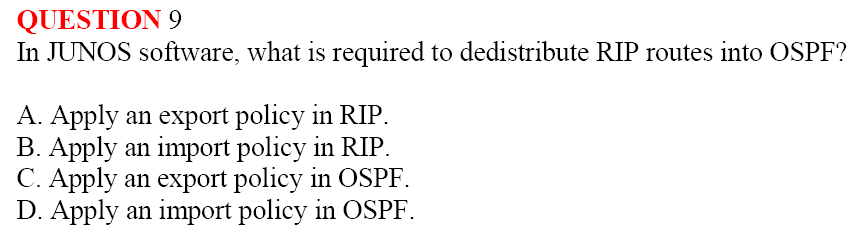 QUESTION 9
In JUNOS software, what is required to dedistribute RIP routes into OSPF?
A. Apply an export policy in RIP.
B. Apply an import policy in RIP.
C. Apply an export policy in OSPF.
D. Apply an import policy in OSPF.